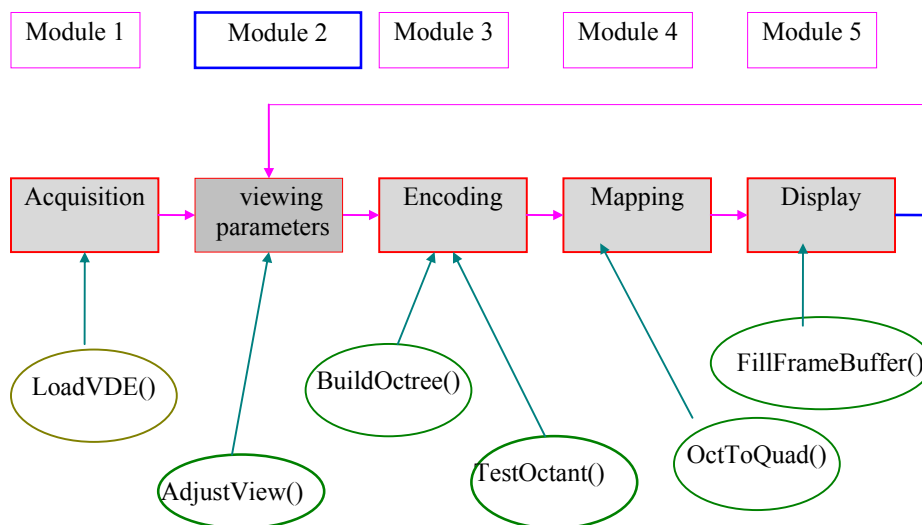 Module 1
Module 2
Module 3
Module 4
Module 5
Acquisition
viewing
parameters
Encoding
Mapping
Display
LoadVDE()
BuildOctree()
FillFrameBuffer()
AdjustView()
TestOctant()
OctToQuad()